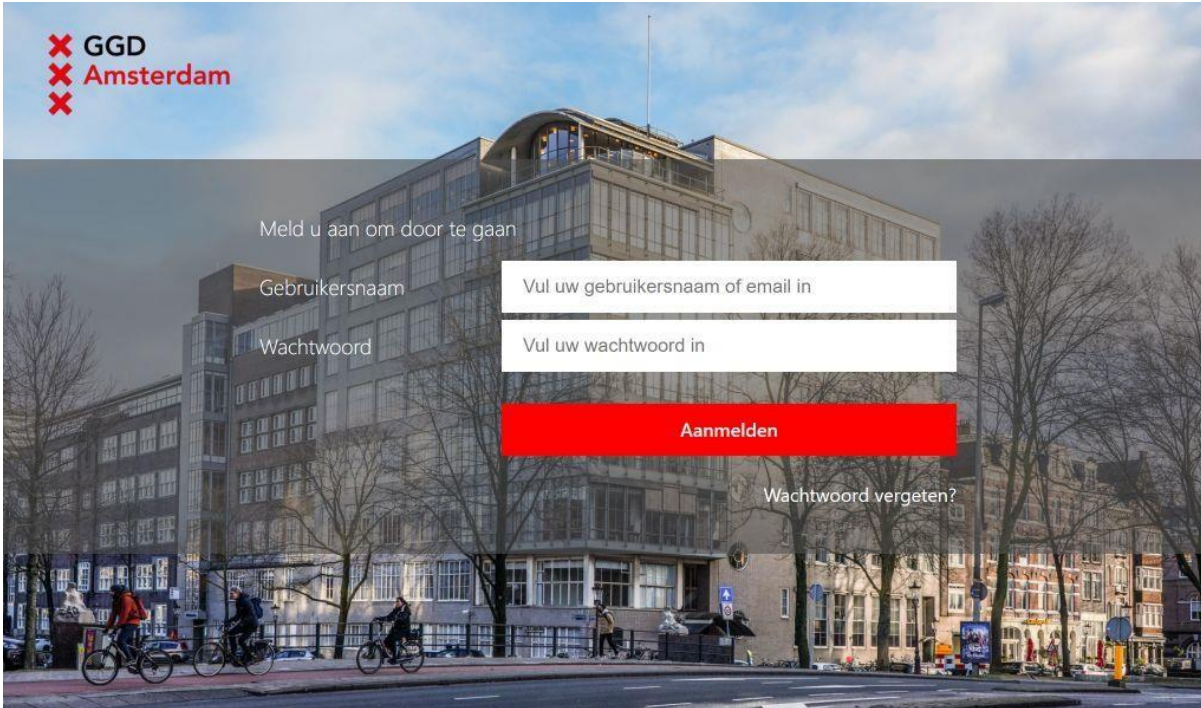 GGD
Amsterdam
Meld u aan om door te gaan
Gebruikersnaam
Vul uw gebruikersnaam of email in
Wachtwoord
Vul uw wachtwoord in
Aanmelden
Wachtwoord vergeten?